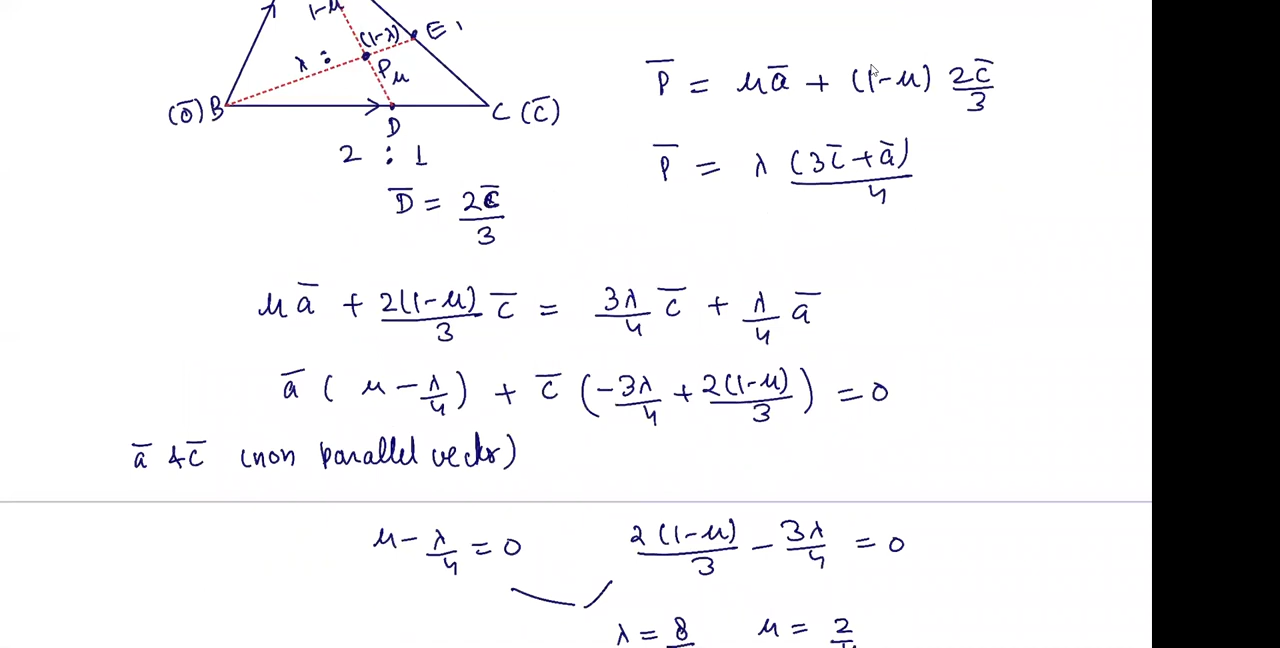 1-μ
(1-λ) E 1
λ :
P μ
(0̄) B
C (c̄)
D
2 : 1
D̄ = 2c̄/3
P̄ = μā + (1-μ) 2c̄/3
P̄ = λ (3c̄ + ā)/4
μā + 2(1-μ)/3 c̄ = 3λ/4 c̄ + λ/4 ā
ā ( μ - λ/4 ) + c̄ ( -3λ/4 + 2(1-μ)/3 ) = 0
ā & c̄ (non parallel vector)
μ - λ/4 = 0
2(1-μ)/3 - 3λ/4 = 0
λ = 8
μ = 2